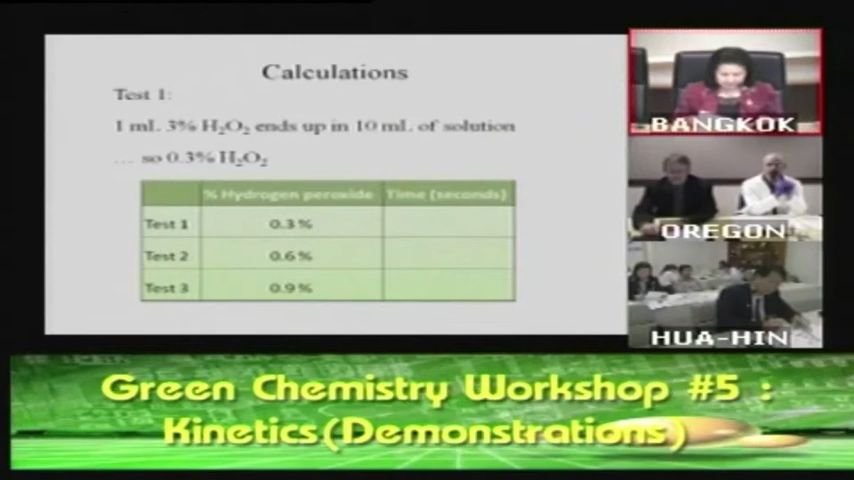 Calculations
Test 1:
1 mL 3% H₂O₂ ends up in 10 mL of solution
... so 0.3% H₂O₂
% Hydrogen peroxide Time (seconds)
Test 1 0.3%
Test 2 0.6%
Test 3 0.9%
BANGKOK
OREGON
HUA-HIN
Green Chemistry Workshop #5 :
Kinetics(Demonstrations)